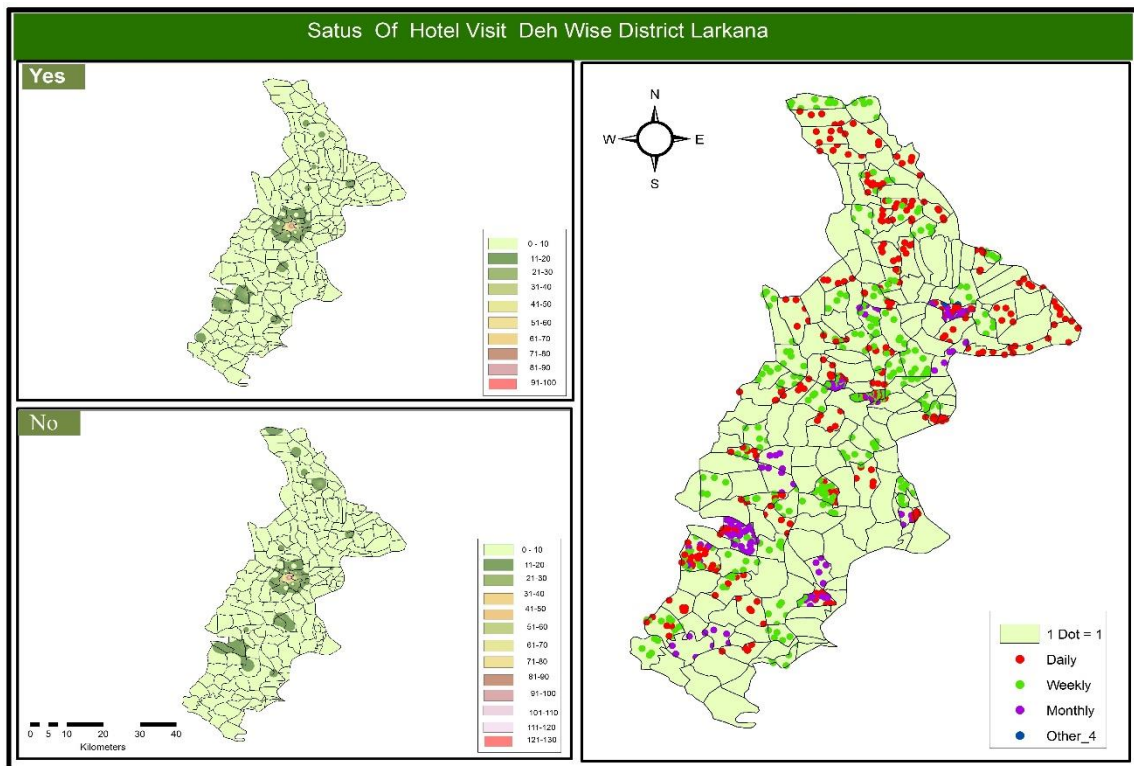 Satus Of Hotel Visit Deh Wise District Larkana
Yes
0 - 10
11-20
21-30
31-40
41-50
51-60
61-70
71-80
81-90
91-100
No
0 - 10
11-20
21-30
31-40
41-50
51-60
61-70
71-80
81-90
91-100
101-110
111-120
121-130
0 5 10 20 30 40
Kilometers
N
W E
S
1 Dot = 1
Daily
Weekly
Monthly
Other_4